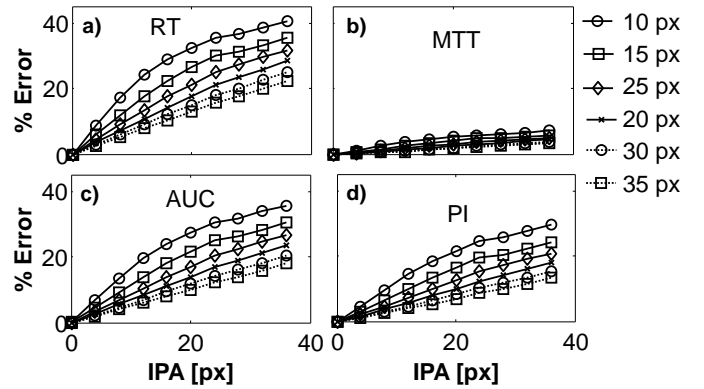 a) RT
b) MTT
40
20
0
% Error
10 px
15 px
25 px
20 px
30 px
35 px
c) AUC
d) PI
40
20
0
% Error
0 20 40
0 20 40
IPA [px]
IPA [px]